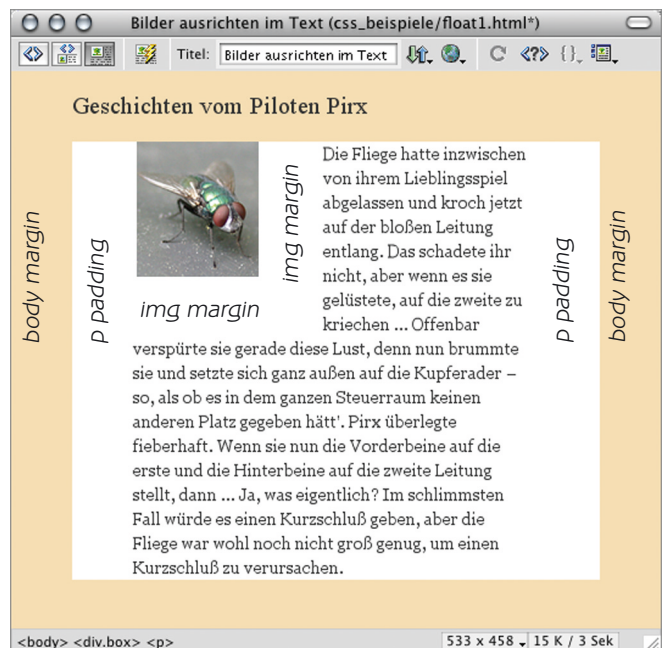 Bilder ausrichten im Text (css_beispiele/float1.html*)
Titel: Bilder ausrichten im Text
Geschichten vom Piloten Pirx
body margin
p padding
img margin
img margin
Die Fliege hatte inzwischen
von ihrem Lieblingsspiel
abgelassen und kroch jetzt
auf der bloßen Leitung
entlang. Das schadete ihr
nicht, aber wenn es sie
gelüstete, auf die zweite zu
kriechen ... Offenbar
verspürte sie gerade diese Lust, denn nun brummte
sie und setzte sich ganz außen auf die Kupferader –
so, als ob es in dem ganzen Steuerraum keinen
anderen Platz gegeben hätt'. Pirx überlegte
fieberhaft. Wenn sie nun die Vorderbeine auf die
erste und die Hinterbeine auf die zweite Leitung
stellt, dann ... Ja, was eigentlich? Im schlimmsten
Fall würde es einen Kurzschluß geben, aber die
Fliege war wohl noch nicht groß genug, um einen
Kurzschluß zu verursachen.
p padding
body margin
<body> <div.box> <p>
533 x 458 15 K / 3 Sek